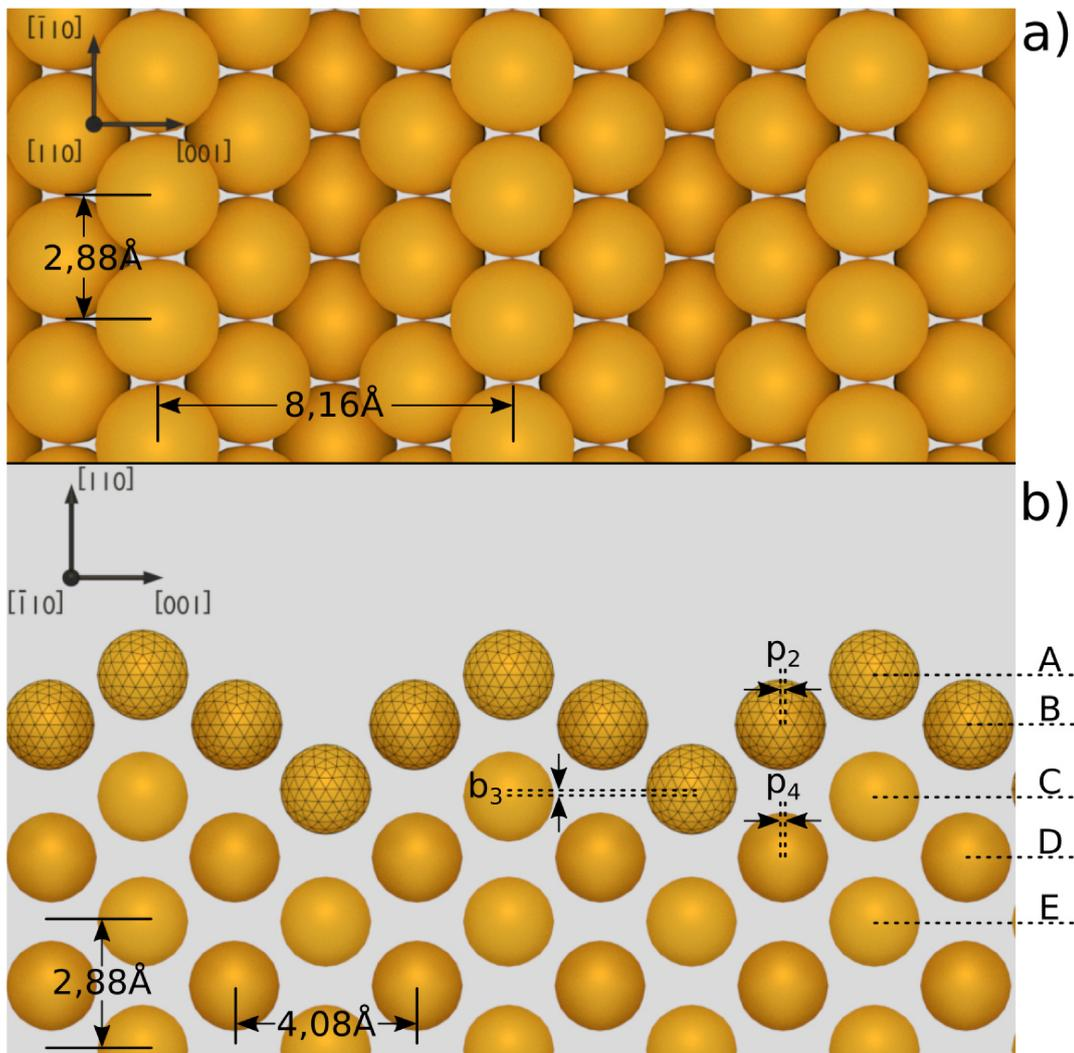 a)
[1̄10]
[110]
[001]
2,88Å
8,16Å
b)
[110]
[1̄10]
[001]
p₂
A
B
b₃
p₄
C
D
E
2,88Å
4,08Å